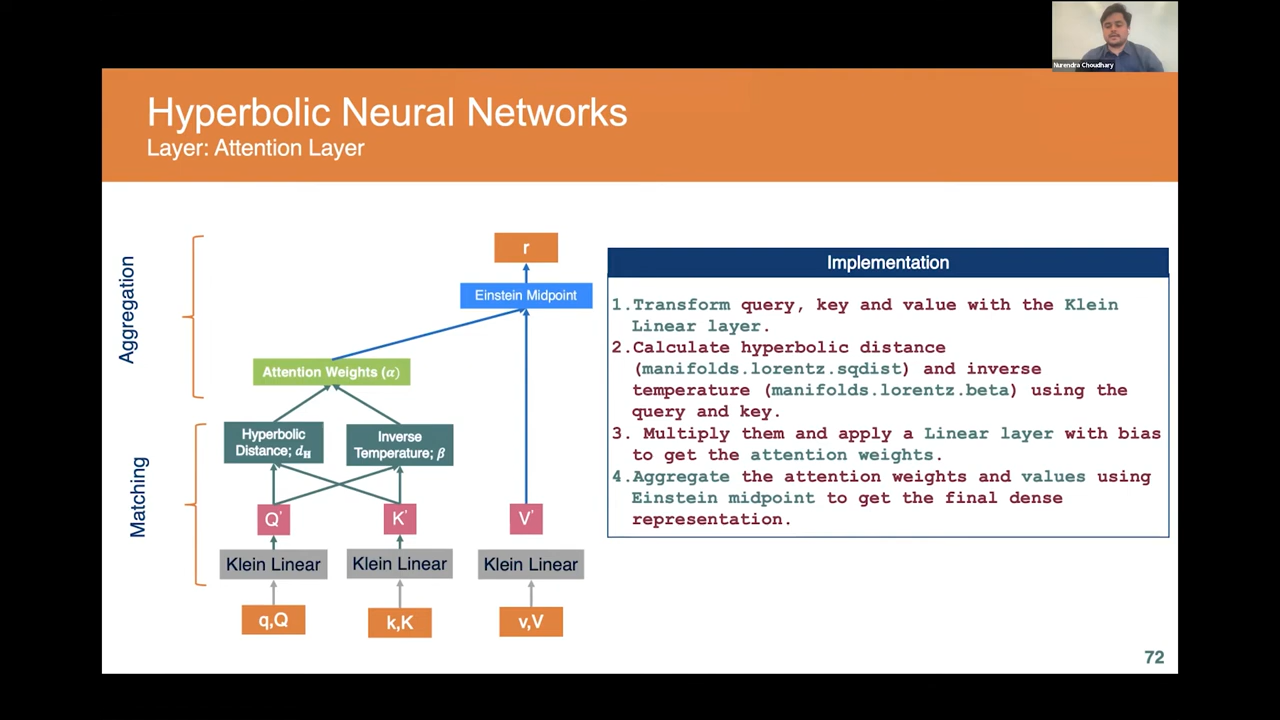 Nurendra Choudhary
Hyperbolic Neural Networks
Layer: Attention Layer
Aggregation
Matching
r
Einstein Midpoint
Attention Weights (α)
Hyperbolic
Distance; dℍ
Inverse
Temperature; β
Q'
K'
V'
Klein Linear
Klein Linear
Klein Linear
q,Q
k,K
v,V
Implementation
1.Transform query, key and value with the Klein
Linear layer.
2.Calculate hyperbolic distance
(manifolds.lorentz.sqdist) and inverse
temperature (manifolds.lorentz.beta) using the
query and key.
3. Multiply them and apply a Linear layer with bias
to get the attention weights.
4.Aggregate the attention weights and values using
Einstein midpoint to get the final dense
representation.
72